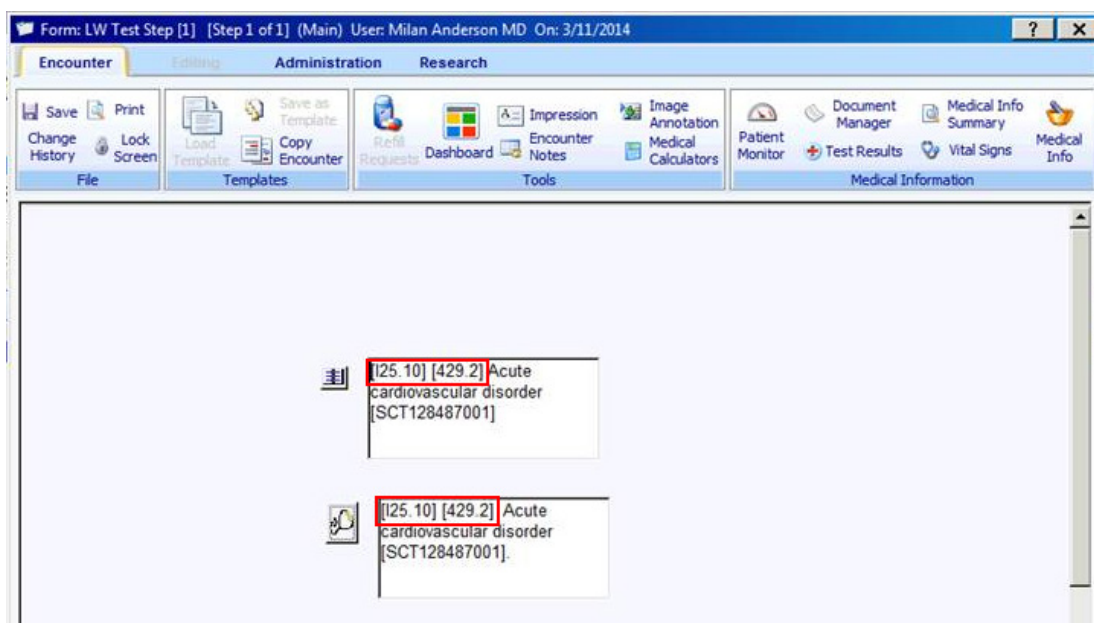 Form: LW Test Step [1] [Step 1 of 1] (Main) User: Milan Anderson MD On: 3/11/2014 ? X
Encounter Editing Administration Research
Save Print
Change History Lock Screen
File
Load Template
Save as Template
Copy Encounter
Templates
Refill Requests
Dashboard
Impression
Encounter Notes
Image Annotation
Medical Calculators
Tools
Patient Monitor
Document Manager
Test Results
Medical Info Summary
Vital Signs
Medical Info
Medical Information
[I25.10] [429.2] Acute
cardiovascular disorder
[SCT128487001]
[I25.10] [429.2] Acute
cardiovascular disorder
[SCT128487001].